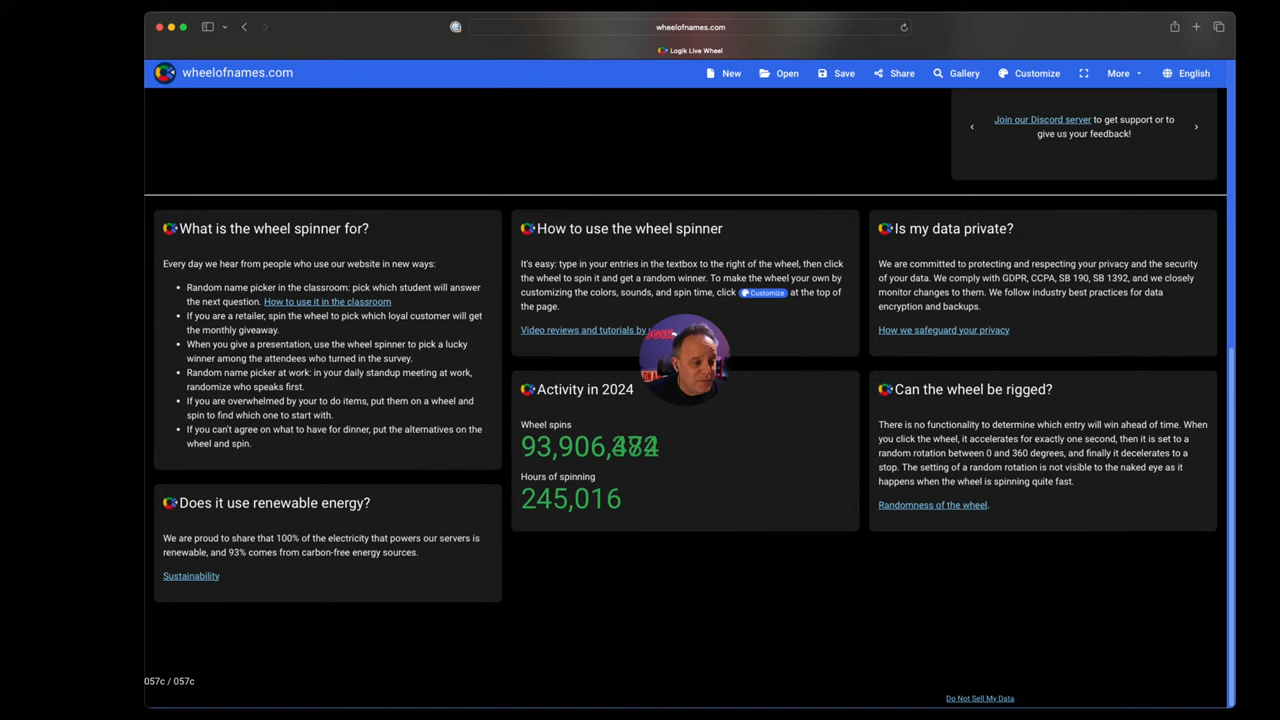 wheelofnames.com
Logik Live Wheel
wheelofnames.com
New
Open
Save
Share
Gallery
Customize
More
English
Join our Discord server to get support or to
give us your feedback!
What is the wheel spinner for?
Every day we hear from people who use our website in new ways:
• Random name picker in the classroom: pick which student will answer
the next question. How to use it in the classroom
• If you are a retailer, spin the wheel to pick which loyal customer will get
the monthly giveaway.
• When you give a presentation, use the wheel spinner to pick a lucky
winner among the attendees who turned in the survey.
• Random name picker at work: in your daily standup meeting at work,
randomize who speaks first.
• If you are overwhelmed by your to do items, put them on a wheel and
spin to find which one to start with.
• If you can't agree on what to have for dinner, put the alternatives on the
wheel and spin.
Does it use renewable energy?
We are proud to share that 100% of the electricity that powers our servers is
renewable, and 93% comes from carbon-free energy sources.
Sustainability
How to use the wheel spinner
It's easy: type in your entries in the textbox to the right of the wheel, then click
the wheel to spin it and get a random winner. To make the wheel your own by
customizing the colors, sounds, and spin time, click Customize at the top of
the page.
Video reviews and tutorials by
Activity in 2024
Wheel spins
93,906,
Hours of spinning
245,016
Is my data private?
We are committed to protecting and respecting your privacy and the security
of your data. We comply with GDPR, CCPA, SB 190, SB 1392, and we closely
monitor changes to them. We follow industry best practices for data
encryption and backups.
How we safeguard your privacy
Can the wheel be rigged?
There is no functionality to determine which entry will win ahead of time. When
you click the wheel, it accelerates for exactly one second, then it is set to a
random rotation between 0 and 360 degrees, and finally it decelerates to a
stop. The setting of a random rotation is not visible to the naked eye as it
happens when the wheel is spinning quite fast.
Randomness of the wheel.
057c / 057c
Do Not Sell My Data